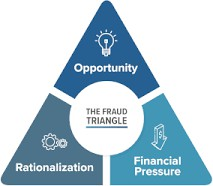 Opportunity
THE FRAUD
TRIANGLE
Rationalization
Financial
Pressure